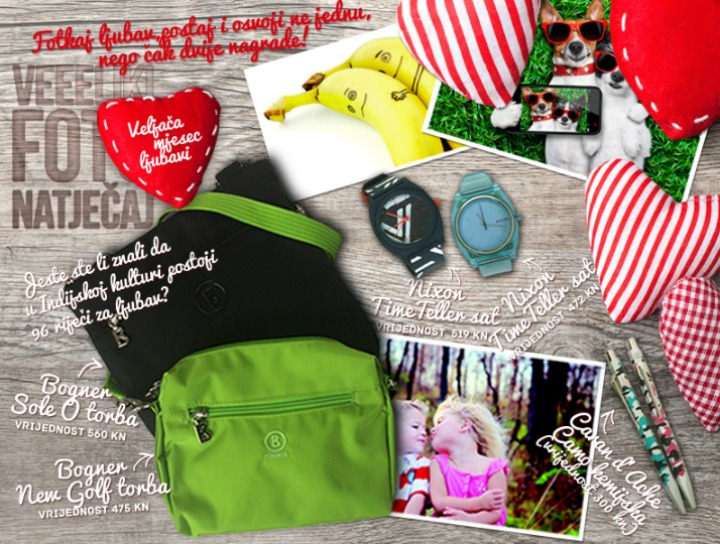 Fotkaj ljubav, postaj i osvoji ne jednu,
nego čak dvije nagrade!
VEEELIKI
FOTO
NATJEČAJ
Veljača
mjesec
ljubavi
Jeste ste li znali da
u Indijskoj kulturi postoji
96 riječi za ljubav?
Nixon
TimeTeller sat
VRIJEDNOST 519 KN
Nixon
TimeTeller sat
VRIJEDNOST 472 KN
B
BOGNER
Bogner
Sole O torba
VRIJEDNOST 560 KN
B
BOGNER
Bogner
New Golf torba
VRIJEDNOST 475 KN
Caran d'Ache
Camo kemijska
(vrijednost 300 kn)